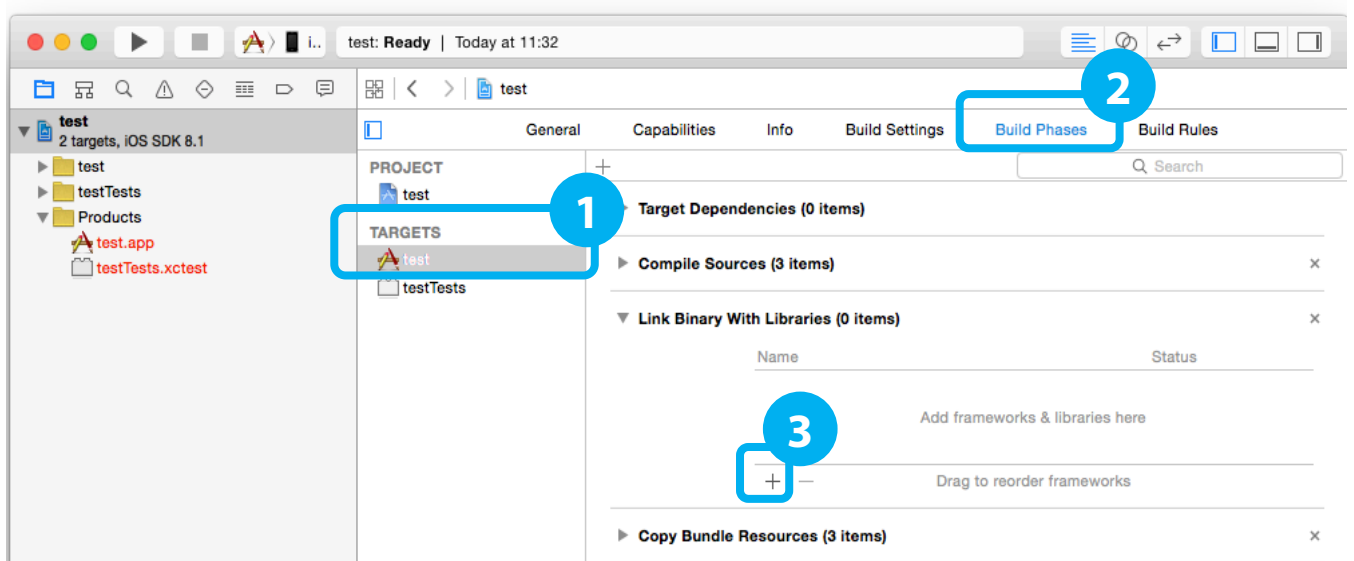 i..
test: Ready | Today at 11:32
test
test
2 targets, iOS SDK 8.1
General Capabilities Info Build Settings Build Phases Build Rules
2
test
testTests
Products
test.app
testTests.xctest
PROJECT
test
TARGETS
test
testTests
1
Search
Target Dependencies (0 items)
Compile Sources (3 items)
Link Binary With Libraries (0 items)
Name Status
Add frameworks & libraries here
3
Drag to reorder frameworks
Copy Bundle Resources (3 items)